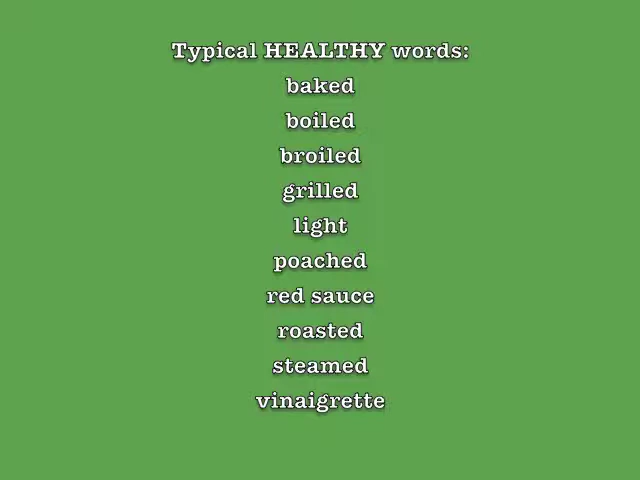 Typical HEALTHY words:
baked
boiled
broiled
grilled
light
poached
red sauce
roasted
steamed
vinaigrette